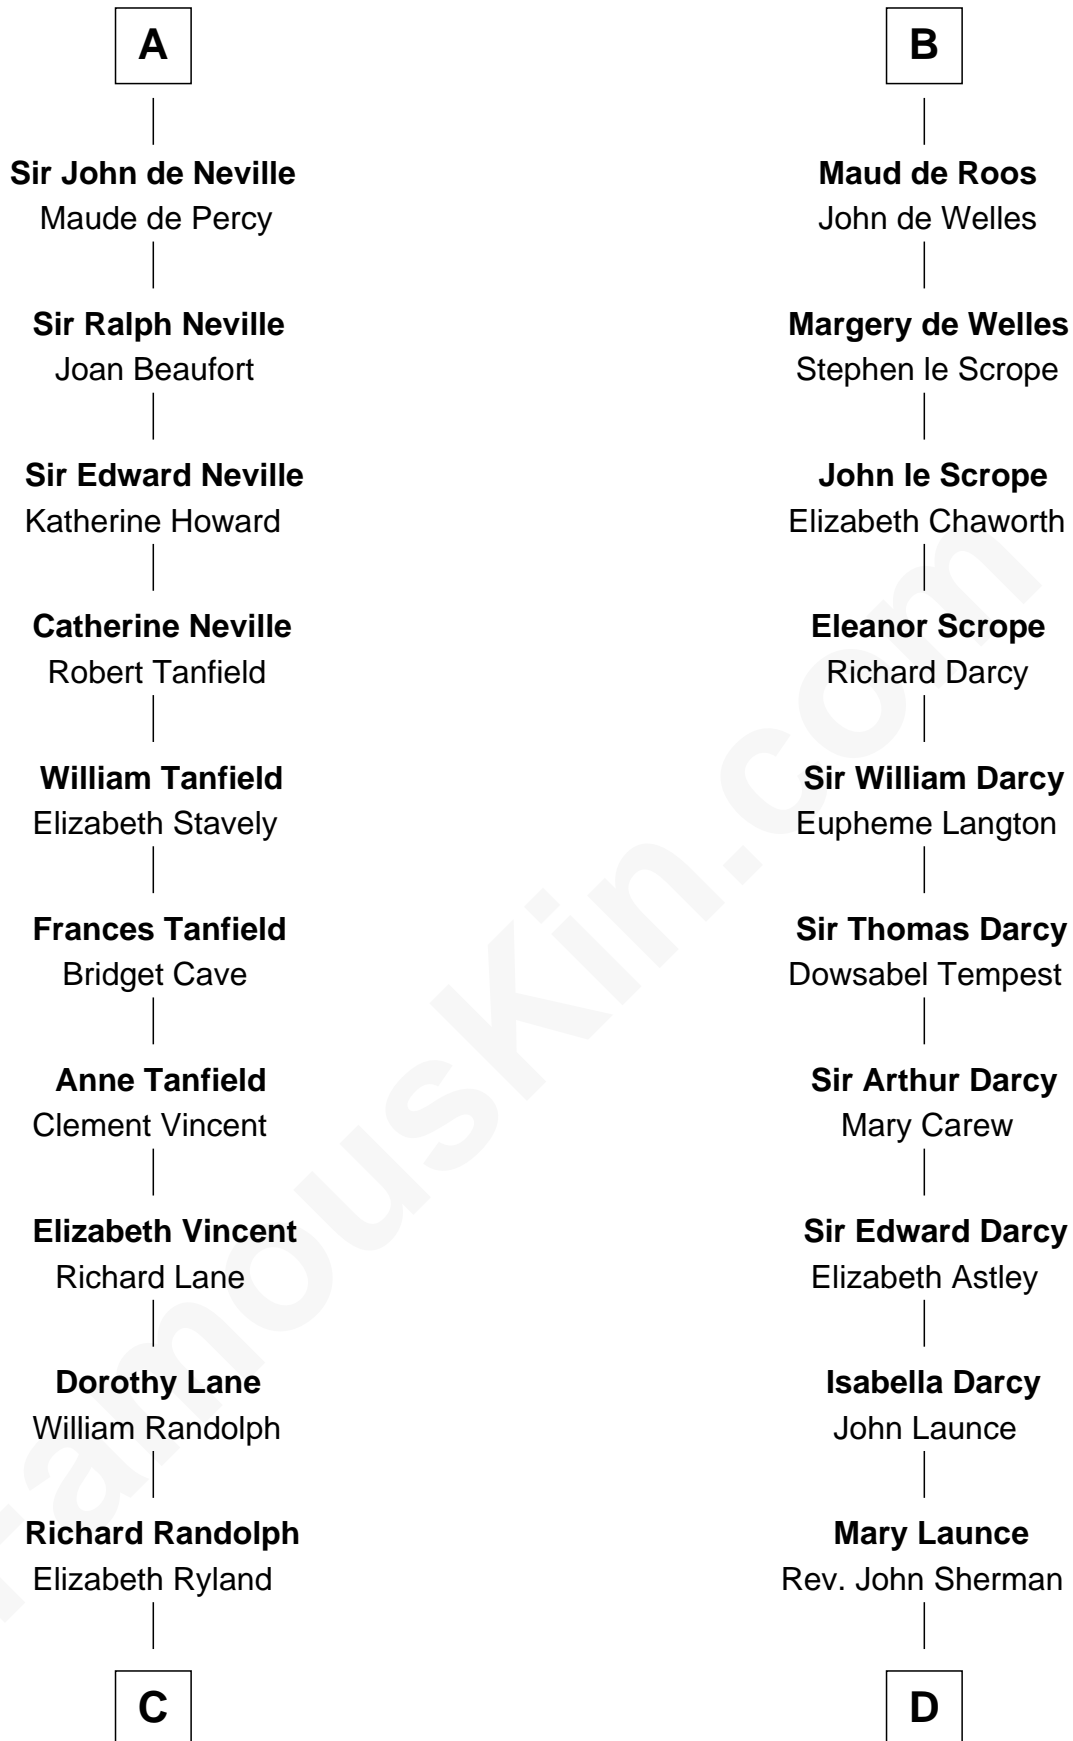 A
Sir John de Neville
Maude de Percy
Sir Ralph Neville
Joan Beaufort
Sir Edward Neville
Katherine Howard
Catherine Neville
Robert Tanfield
William Tanfield
Elizabeth Stavely
Frances Tanfield
Bridget Cave
Anne Tanfield
Clement Vincent
Elizabeth Vincent
Richard Lane
Dorothy Lane
William Randolph
Richard Randolph
Elizabeth Ryland
C
B
Maud de Roos
John de Welles
Margery de Welles
Stephen le Scrope
John le Scrope
Elizabeth Chaworth
Eleanor Scrope
Richard Darcy
Sir William Darcy
Eupheme Langton
Sir Thomas Darcy
Dowsabel Tempest
Sir Arthur Darcy
Mary Carew
Sir Edward Darcy
Elizabeth Astley
Isabella Darcy
John Launce
Mary Launce
Rev. John Sherman
D
FamousKin.com